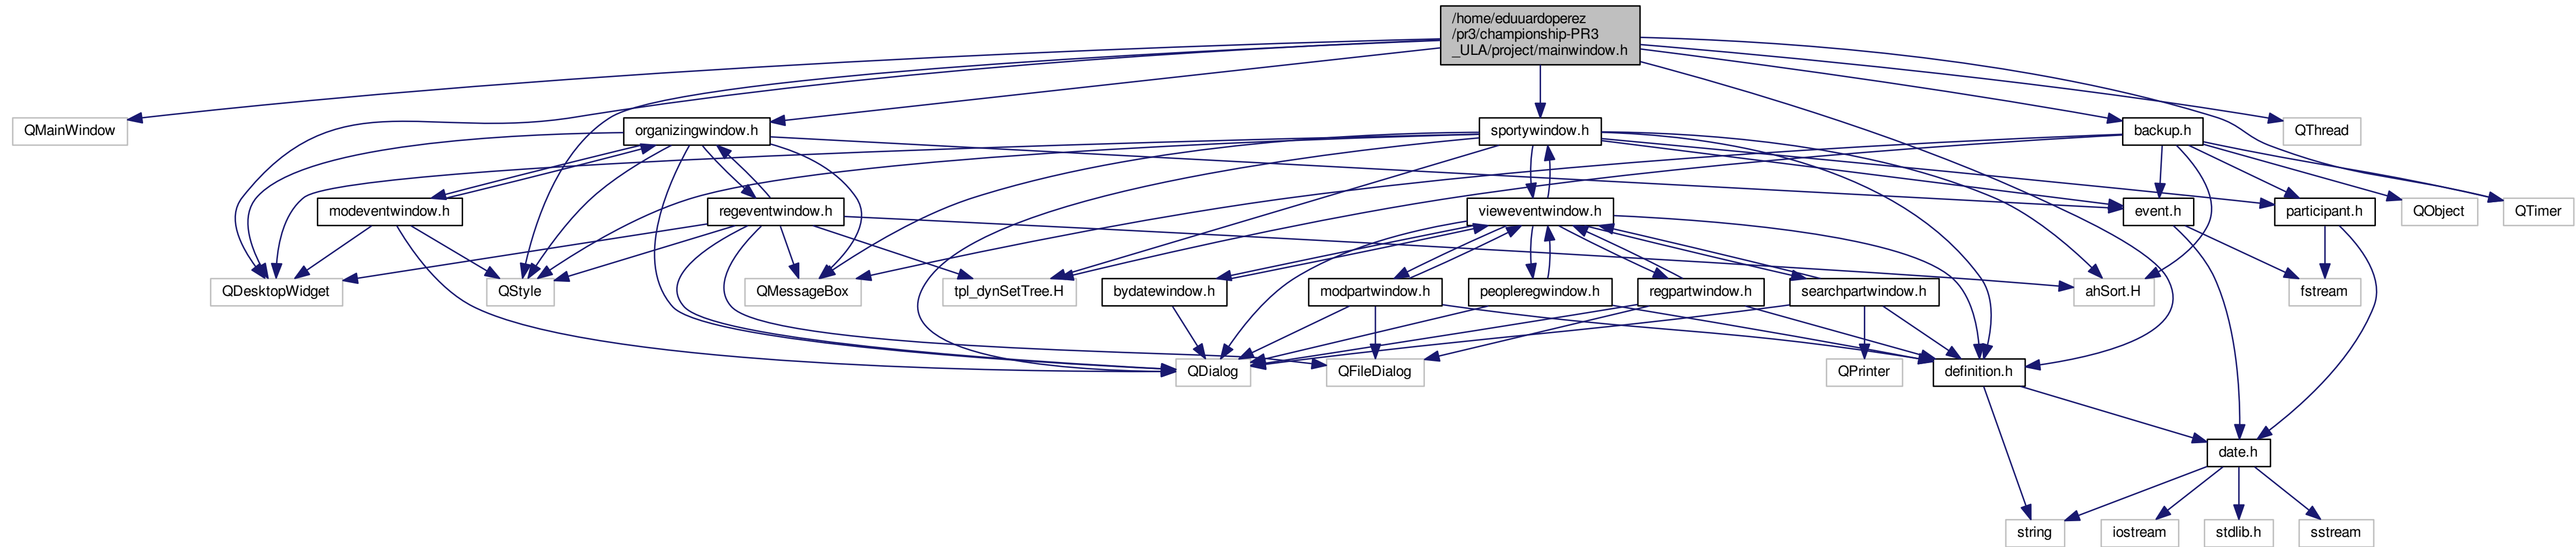 /home/eduuardoperez
/pr3/championship-PR3
_ULA/project/mainwindow.h
QMainWindow
organizingwindow.h
sportywindow.h
backup.h
QThread
modeventwindow.h
regeventwindow.h
vieweventwindow.h
event.h
participant.h
QObject
QTimer
QDesktopWidget
QStyle
QMessageBox
tpl_dynSetTree.H
bydatewindow.h
modpartwindow.h
peopleregwindow.h
regpartwindow.h
searchpartwindow.h
ahSort.H
fstream
QDialog
QFileDialog
QPrinter
definition.h
date.h
string
iostream
stdlib.h
sstream